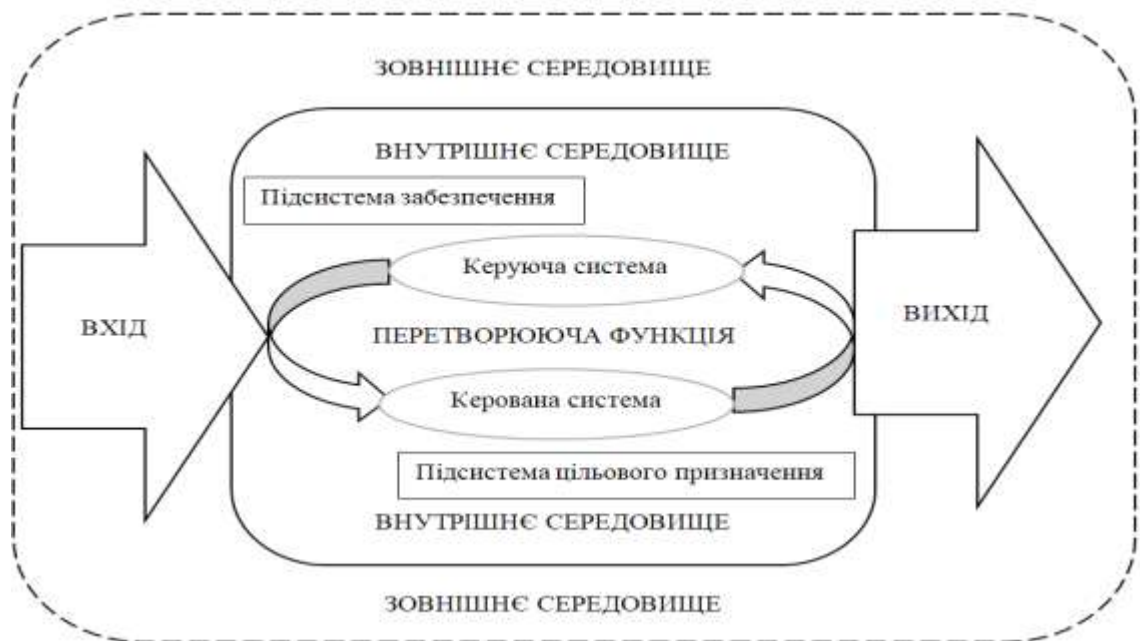 ЗОВНІШНЄ СЕРЕДОВИЩЕ
ВНУТРІШНЄ СЕРЕДОВИЩЕ
Підсистема забезпечення
Керуюча система
ВХІД
ПЕРЕТВОРЮЮЧА ФУНКЦІЯ
ВИХІД
Керована система
Підсистема цільового призначення
ВНУТРІШНЄ СЕРЕДОВИЩЕ
ЗОВНІШНЄ СЕРЕДОВИЩЕ